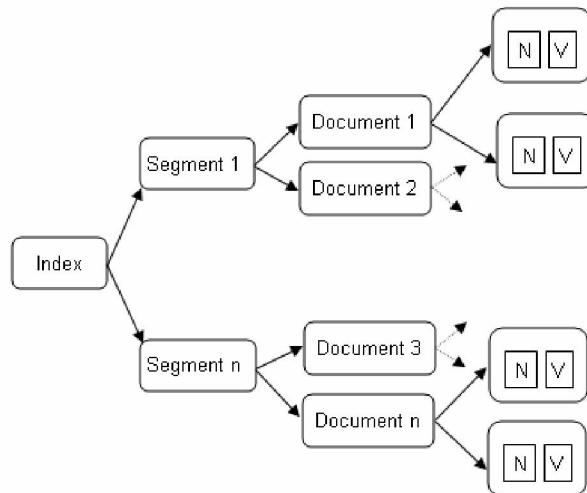 N V
Document 1
Segment 1
N V
Document 2
Index
Document 3
Segment n
N V
Document n
N V